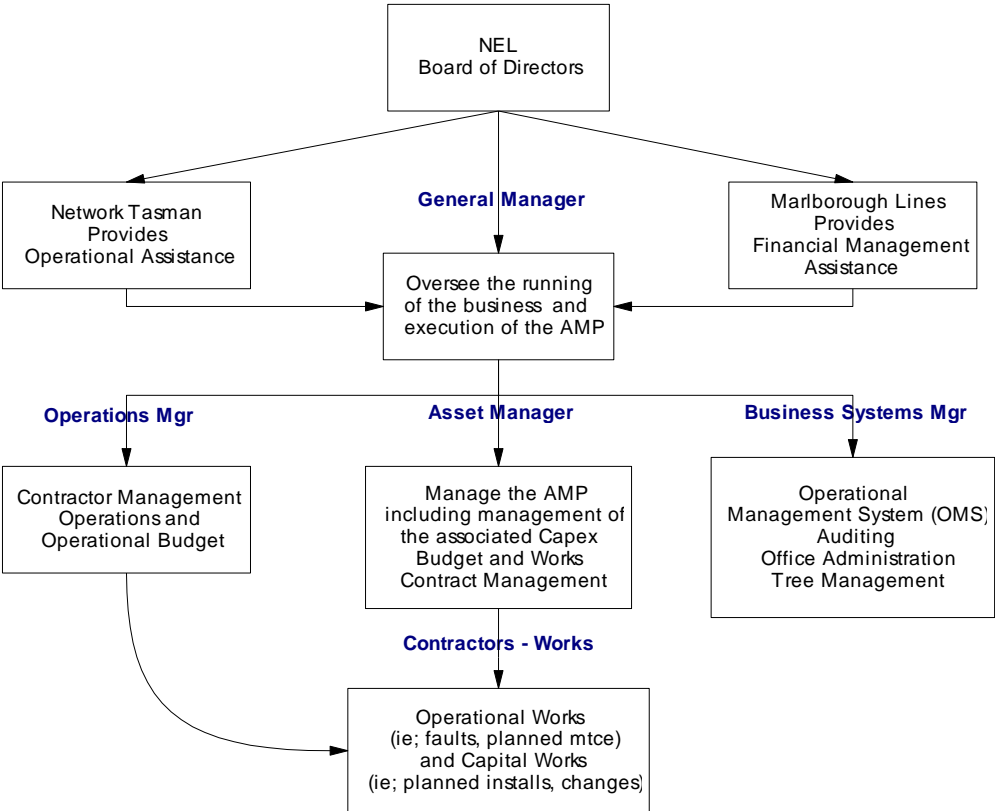 NEL
Board of Directors
Network Tasman
Provides
Operational Assistance
General Manager
Marlborough Lines
Provides
Financial Management
Assistance
Oversee the running
of the business and
execution of the AMP
Operations Mgr
Asset Manager
Business Systems Mgr
Contractor Management
Operations and
Operational Budget
Manage the AMP
including management of
the associated Capex
Budget and Works
Contract Management
Operational
Management System (OMS)
Auditing
Office Administration
Tree Management
Contractors - Works
Operational Works
(ie; faults, planned mtce)
and Capital Works
(ie; planned installs, changes)